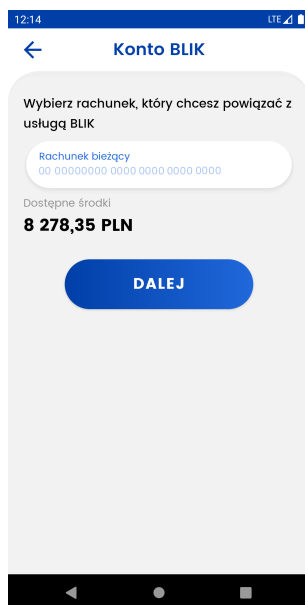 12:14
LTE
Konto BLIK
Wybierz rachunek, który chcesz powiązać z
usługą BLIK
Rachunek bieżący
00 00000000 0000 0000 0000 0000
Dostępne środki
8 278,35 PLN
DALEJ